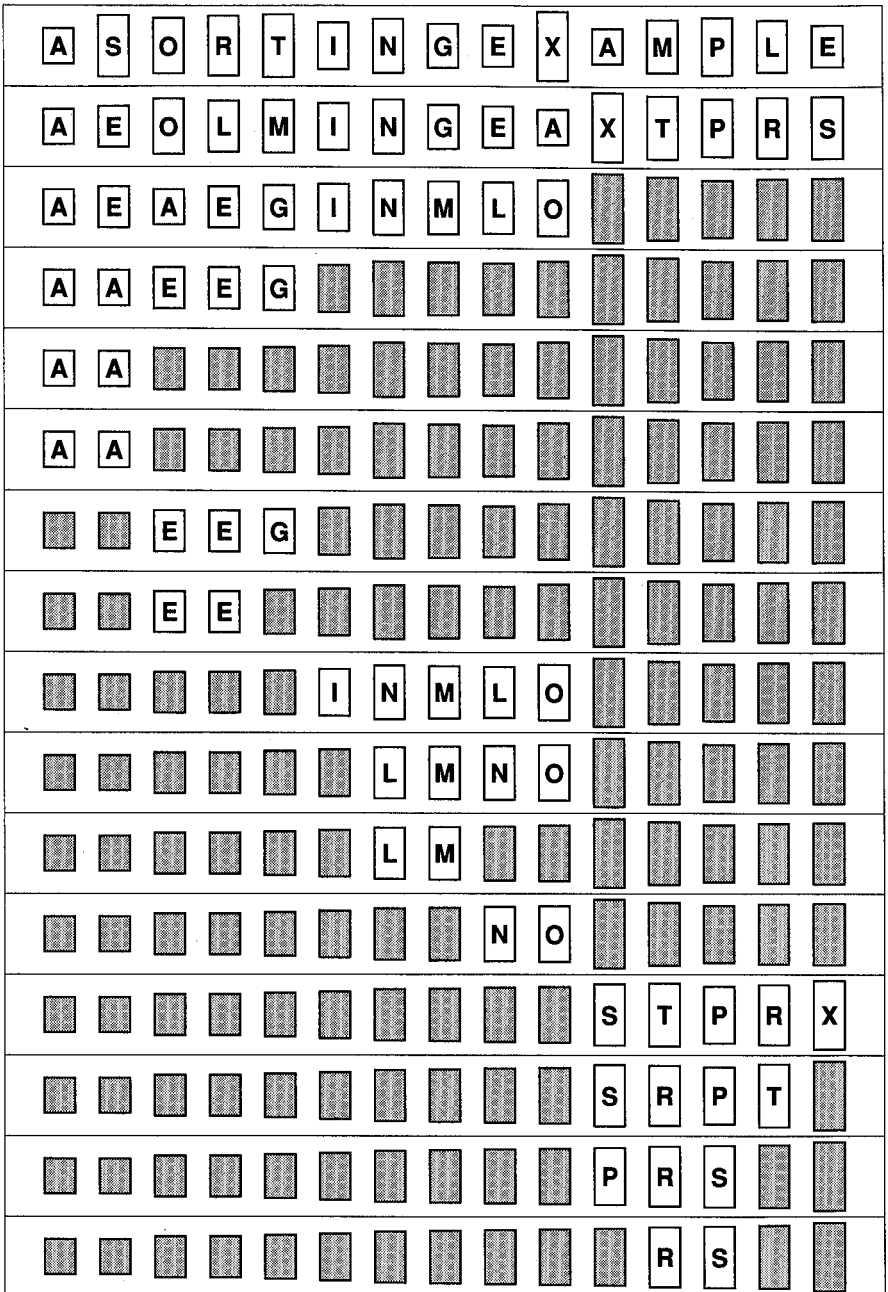 A S O R T I N G E X A M P L E
A E O L M I N G E A X T P R S
A E A E G I N M L O
A A E E G
A A
A A
E E G
E E
I N M L O
L M N O
L M
N O
S T P R X
S R P T
P R S
R S